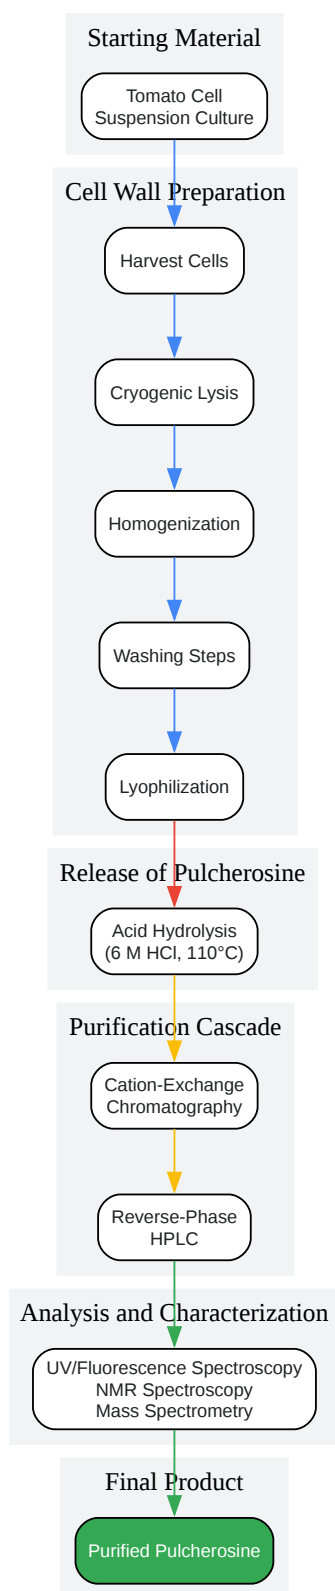 Starting Material
Tomato Cell
Suspension Culture
Cell Wall Preparation
Harvest Cells
Cryogenic Lysis
Homogenization
Washing Steps
Lyophilization
Release of Pulcherosine
Acid Hydrolysis
(6 M HCl, 110°C)
Purification Cascade
Cation-Exchange
Chromatography
Reverse-Phase
HPLC
Analysis and Characterization
UV/Fluorescence Spectroscopy
NMR Spectroscopy
Mass Spectrometry
Final Product
Purified Pulcherosine